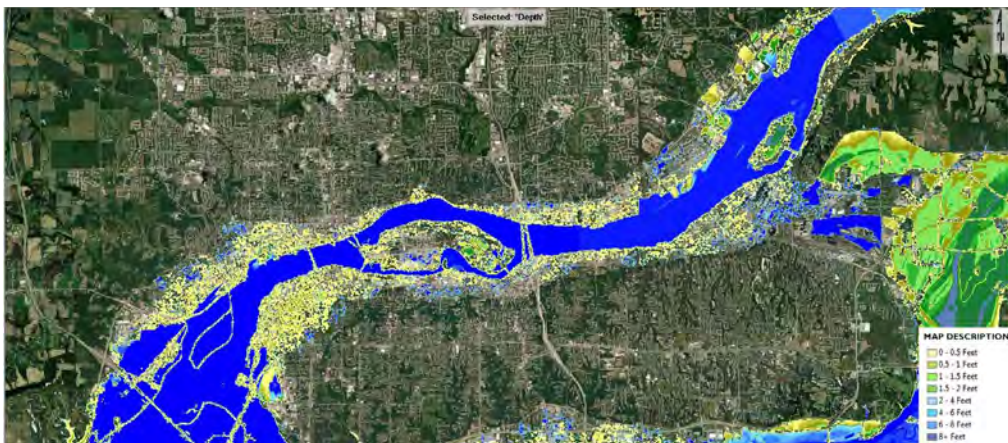 Selected: 'Depth'
N
MAP DESCRIPTION
0 - 0.5 Feet
0.5 - 1 Feet
1 - 1.5 Feet
1.5 - 2 Feet
2 - 4 Feet
4 - 6 Feet
6 - 8 Feet
8+ Feet